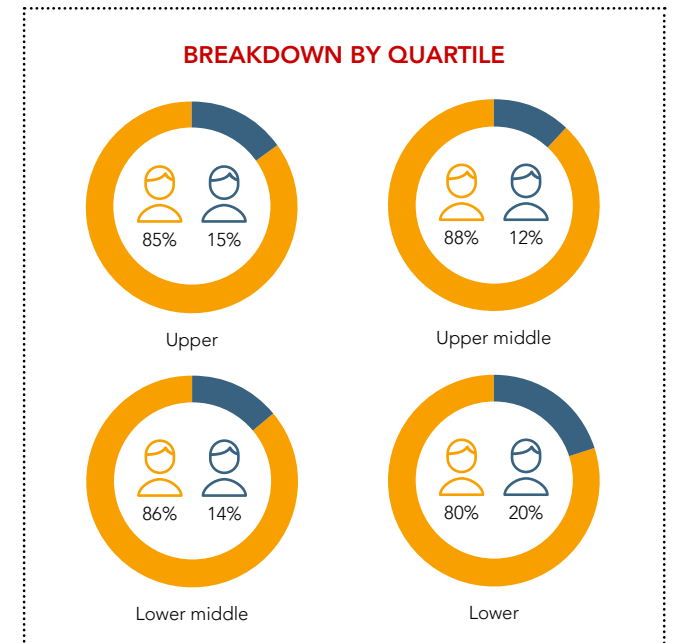 BREAKDOWN BY QUARTILE
85% 15%
Upper
88% 12%
Upper middle
86% 14%
Lower middle
80% 20%
Lower